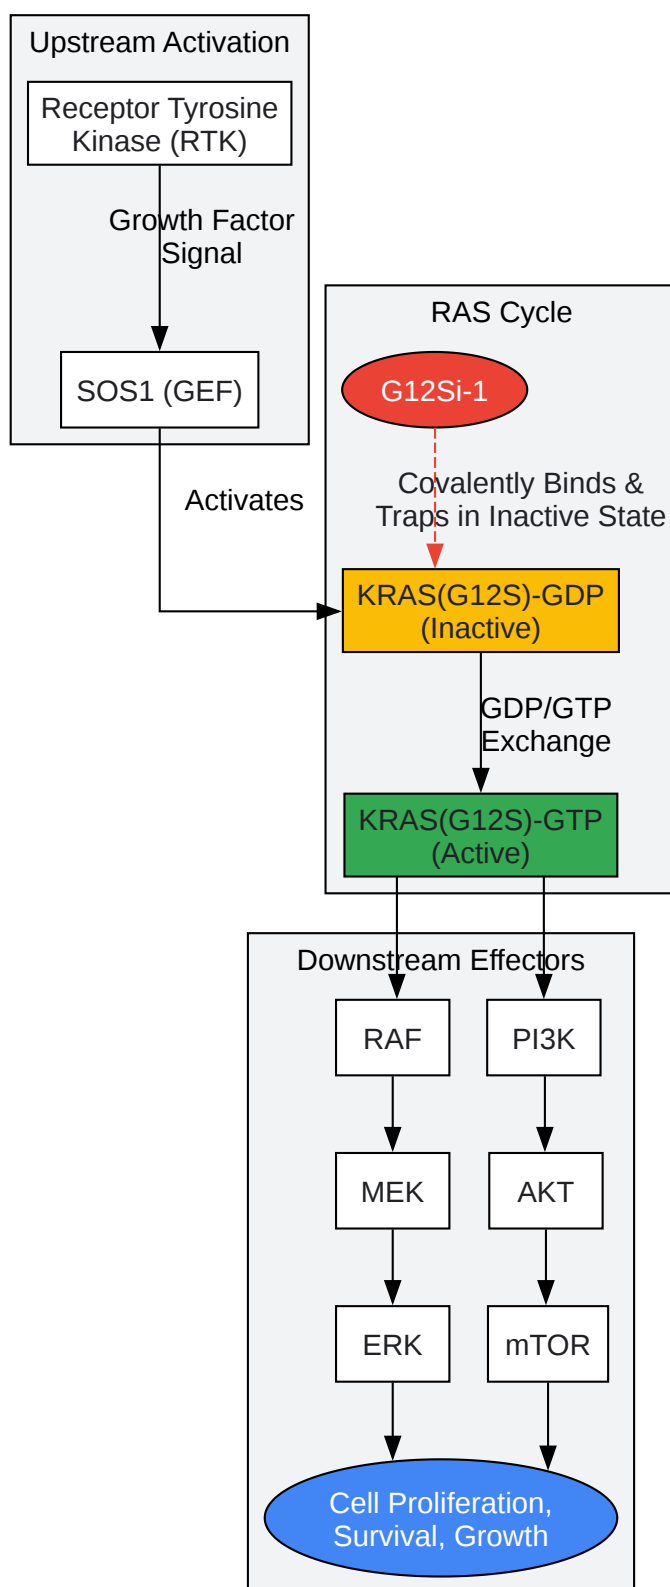 Upstream Activation
Receptor Tyrosine
Kinase (RTK)
Growth Factor
Signal
SOS1 (GEF)
Activates
RAS Cycle
G12Si-1
Covalently Binds &
Traps in Inactive State
KRAS(G12S)-GDP
(Inactive)
GDP/GTP
Exchange
KRAS(G12S)-GTP
(Active)
Downstream Effectors
RAF
PI3K
MEK
AKT
ERK
mTOR
Cell Proliferation,
Survival, Growth